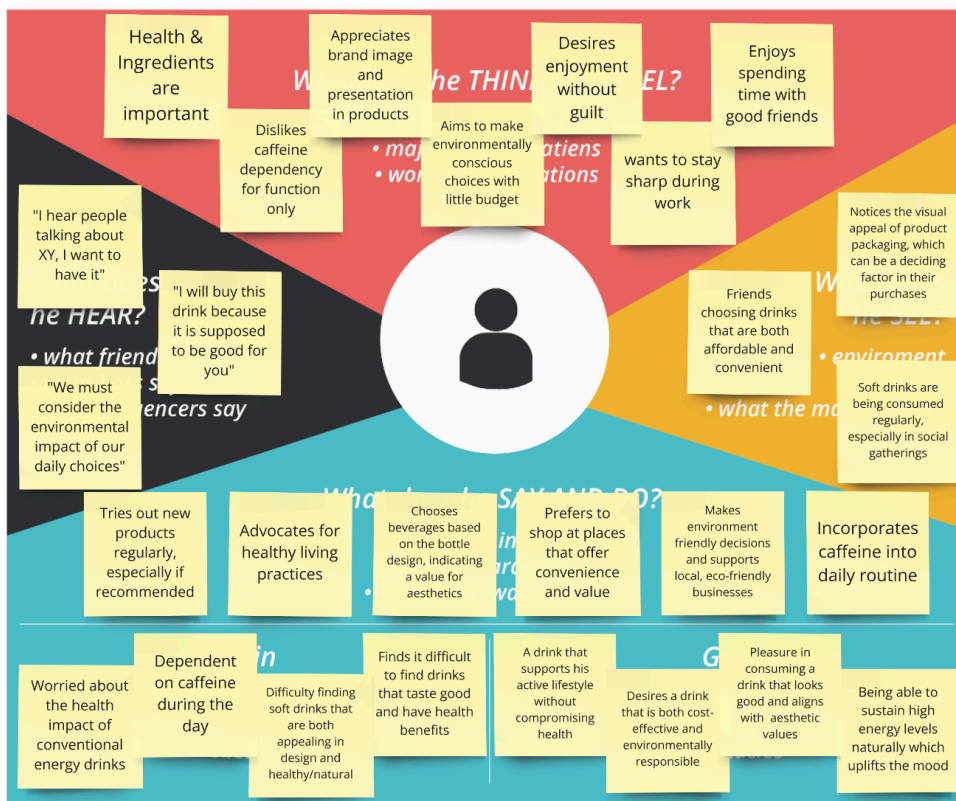 Health &
Ingredients
are
important
Dislikes
caffeine
dependency
for function
only
Appreciates
brand image
and
presentation
in products
Aims to make
environmentally
conscious
choices with
little budget
Desires
enjoyment
without
guilt
wants to stay
sharp during
work
Enjoys
spending
time with
good friends
"I hear people
talking about
XY, I want to
have it"
"I will buy this
drink because
it is supposed
to be good for
you"
he HEAR?
• what
say
"We must
consider the
environmental
impact of our
daily choices"
Friends
choosing drinks
that are both
affordable and
convenient
Notices the visual
appeal of product
packaging, which
can be a deciding
factor in their
purchases
• enviroment
• what the
Soft drinks are
being consumed
regularly,
especially in social
gatherings
Tries out new
products
regularly,
especially if
recommended
Advocates for
healthy living
practices
Chooses
beverages based
on the bottle
design, indicating
a value for
aesthetics
Prefers to
shop at places
that offer
convenience
and value
Makes
environment
friendly decisions
and supports
local, eco-friendly
businesses
Incorporates
caffeine into
daily routine
Worried about
the health
impact of
conventional
energy drinks
Dependent
on caffeine
during the
day
Difficulty finding
soft drinks that
are both
appealing in
design and
healthy/natural
Finds it difficult
to find drinks
that taste good
and have health
benefits
A drink that
supports his
active lifestyle
without
compromising
health
Desires a drink
that is both cost-
effective and
environmentally
responsible
Pleasure in
consuming a
drink that looks
good and aligns
with aesthetic
values
Being able to
sustain high
energy levels
naturally which
uplifts the mood